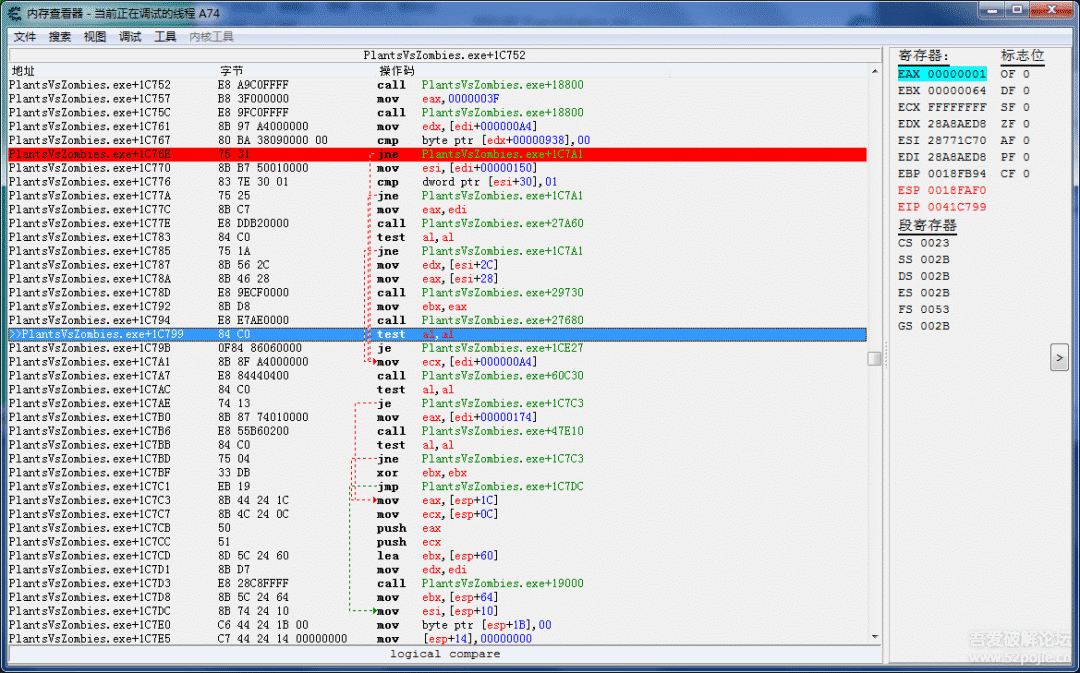 内存查看器 - 当前正在调试的线程 A74
文件 搜索 视图 调试 工具 内核工具
PlantsVsZombies.exe+1C752
地址 字节 操作码
PlantsVsZombies.exe+1C752 E8 A9C0FFFF call PlantsVsZombies.exe+18800
PlantsVsZombies.exe+1C757 B8 3F000000 mov eax,0000003F
PlantsVsZombies.exe+1C75C E8 9FC0FFFF call PlantsVsZombies.exe+18800
PlantsVsZombies.exe+1C761 8B 97 A4000000 mov edx,[edi+000000A4]
PlantsVsZombies.exe+1C767 80 BA 38090000 00 cmp byte ptr [edx+00000938],00
PlantsVsZombies.exe+1C76E 75 31 jne PlantsVsZombies.exe+1C7A1
PlantsVsZombies.exe+1C770 8B B7 50010000 mov esi,[edi+00000150]
PlantsVsZombies.exe+1C776 83 7E 30 01 cmp dword ptr [esi+30],01
PlantsVsZombies.exe+1C77A 75 25 jne PlantsVsZombies.exe+1C7A1
PlantsVsZombies.exe+1C77C 8B C7 mov eax,edi
PlantsVsZombies.exe+1C77E E8 DDB20000 call PlantsVsZombies.exe+27A60
PlantsVsZombies.exe+1C783 84 C0 test al,al
PlantsVsZombies.exe+1C785 75 1A jne PlantsVsZombies.exe+1C7A1
PlantsVsZombies.exe+1C787 8B 56 2C mov edx,[esi+2C]
PlantsVsZombies.exe+1C78A 8B 46 28 mov eax,[esi+28]
PlantsVsZombies.exe+1C78D E8 9ECF0000 call PlantsVsZombies.exe+29730
PlantsVsZombies.exe+1C792 8B D8 mov ebx,eax
PlantsVsZombies.exe+1C794 E8 E7AE0000 call PlantsVsZombies.exe+27680
>>PlantsVsZombies.exe+1C799 84 C0 test al,al
PlantsVsZombies.exe+1C79B 0F84 86060000 je PlantsVsZombies.exe+1CE27
PlantsVsZombies.exe+1C7A1 8B 8F A4000000 mov ecx,[edi+000000A4]
PlantsVsZombies.exe+1C7A7 E8 84440400 call PlantsVsZombies.exe+60C30
PlantsVsZombies.exe+1C7AC 84 C0 test al,al
PlantsVsZombies.exe+1C7AE 74 13 je PlantsVsZombies.exe+1C7C3
PlantsVsZombies.exe+1C7B0 8B 87 74010000 mov eax,[edi+00000174]
PlantsVsZombies.exe+1C7B6 E8 55B60200 call PlantsVsZombies.exe+47E10
PlantsVsZombies.exe+1C7BB 84 C0 test al,al
PlantsVsZombies.exe+1C7BD 75 04 jne PlantsVsZombies.exe+1C7C3
PlantsVsZombies.exe+1C7BF 33 DB xor ebx,ebx
PlantsVsZombies.exe+1C7C1 EB 19 jmp PlantsVsZombies.exe+1C7DC
PlantsVsZombies.exe+1C7C3 8B 44 24 1C mov eax,[esp+1C]
PlantsVsZombies.exe+1C7C7 8B 4C 24 0C mov ecx,[esp+0C]
PlantsVsZombies.exe+1C7CB 50 push eax
PlantsVsZombies.exe+1C7CC 51 push ecx
PlantsVsZombies.exe+1C7CD 8D 5C 24 60 lea ebx,[esp+60]
PlantsVsZombies.exe+1C7D1 8B D7 mov edx,edi
PlantsVsZombies.exe+1C7D3 E8 28C8FFFF call PlantsVsZombies.exe+19000
PlantsVsZombies.exe+1C7D8 8B 5C 24 64 mov ebx,[esp+64]
PlantsVsZombies.exe+1C7DC 8B 74 24 10 mov esi,[esp+10]
PlantsVsZombies.exe+1C7E0 C6 44 24 1B 00 mov byte ptr [esp+1B],00
PlantsVsZombies.exe+1C7E5 C7 44 24 14 00000000 mov [esp+14],00000000
logical compare
寄存器: 标志位
EAX 00000001 OF 0
EBX 00000064 DF 0
ECX FFFFFFFF SF 0
EDX 28A8AED8 ZF 0
ESI 28771C70 AF 0
EDI 28A8AED8 PF 0
EBP 0018FB94 CF 0
ESP 0018FAF0
EIP 0041C799
段寄存器
CS 0023
SS 002B
DS 002B
ES 002B
FS 0053
GS 002B
>
吾爱破解论坛
www.52pojie.cn